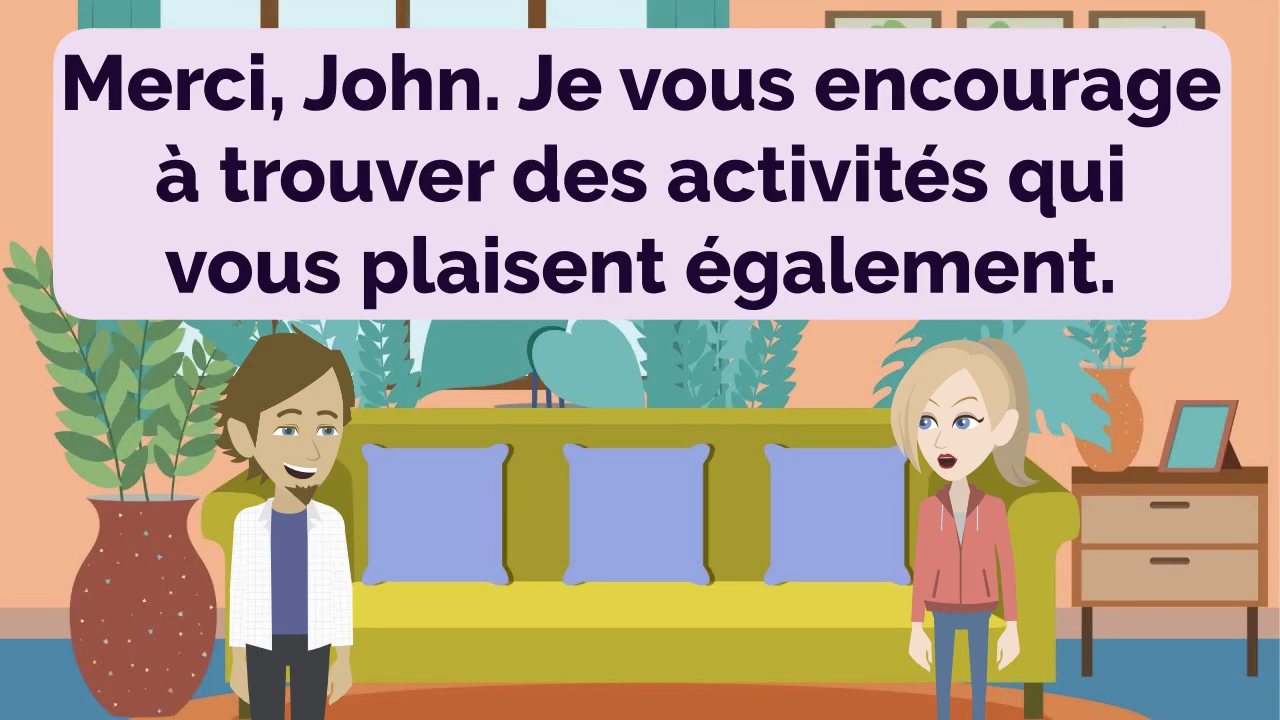 Merci, John. Je vous encourage
à trouver des activités qui
vous plaisent également.